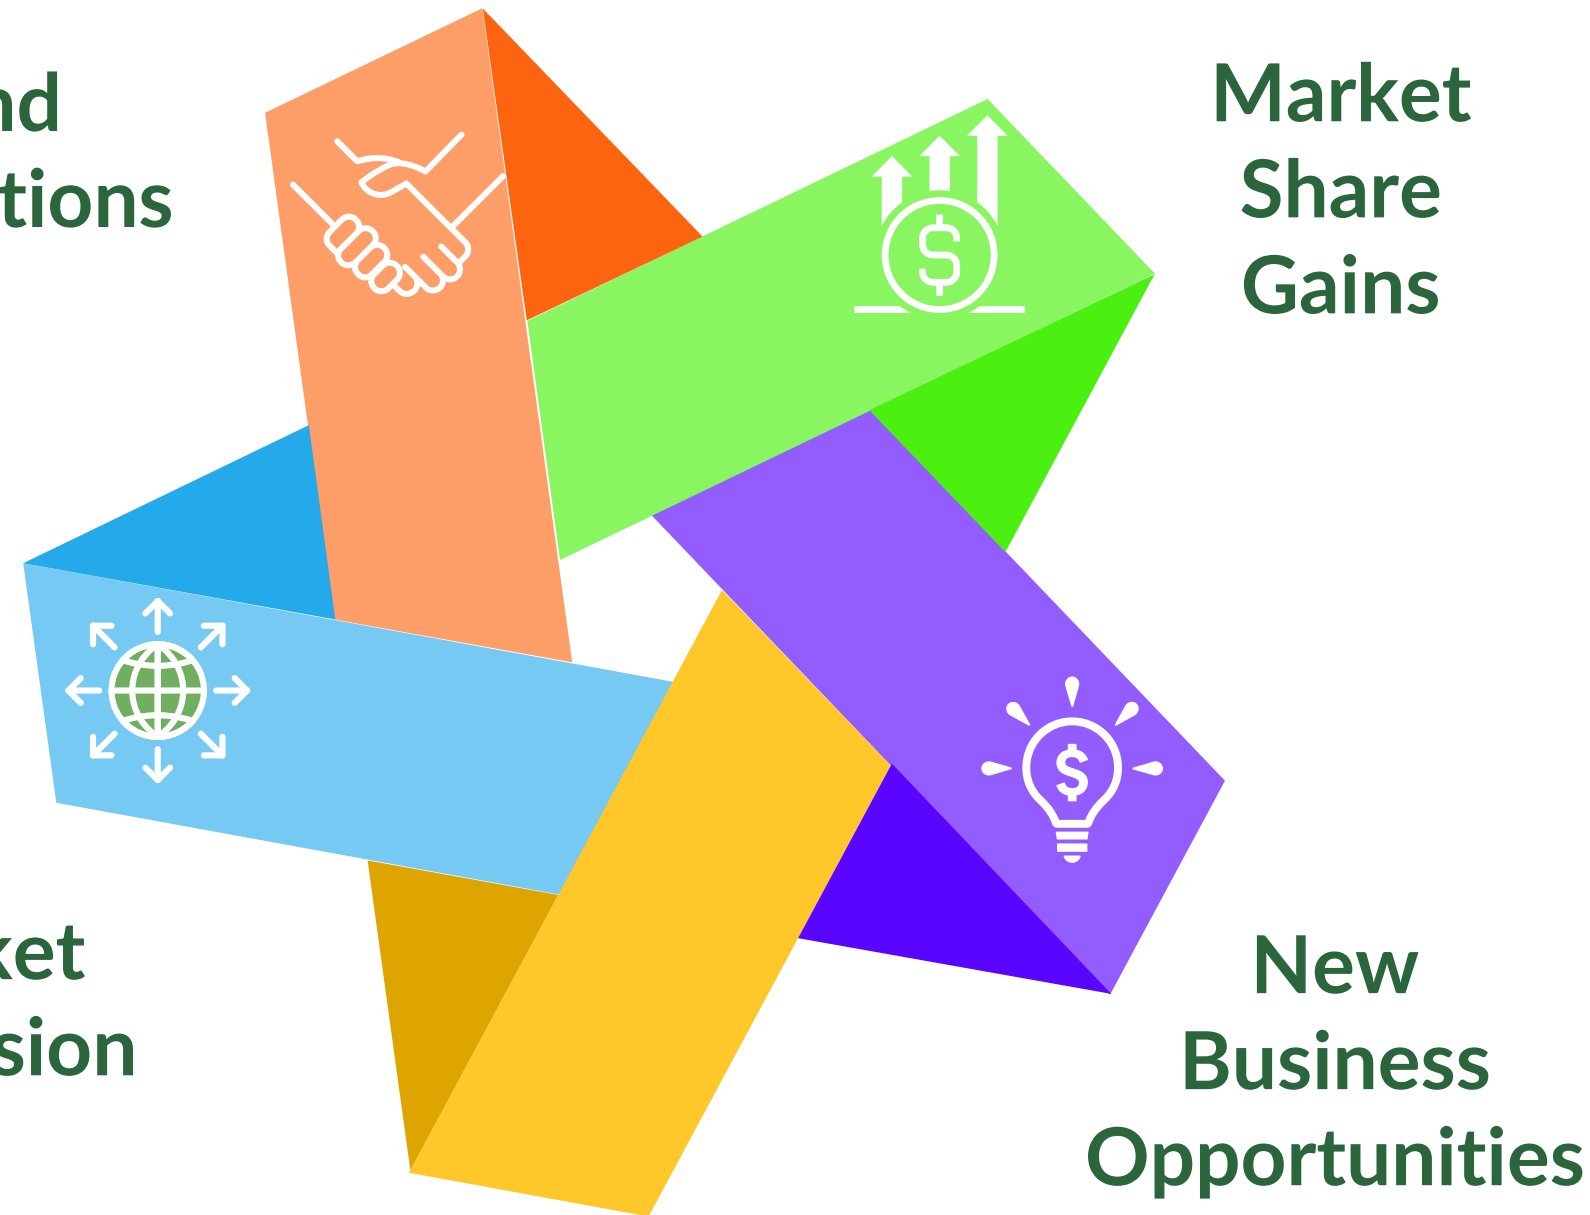 nd
tions
Market
Share
Gains
ket
sion
New
Business
Opportunities